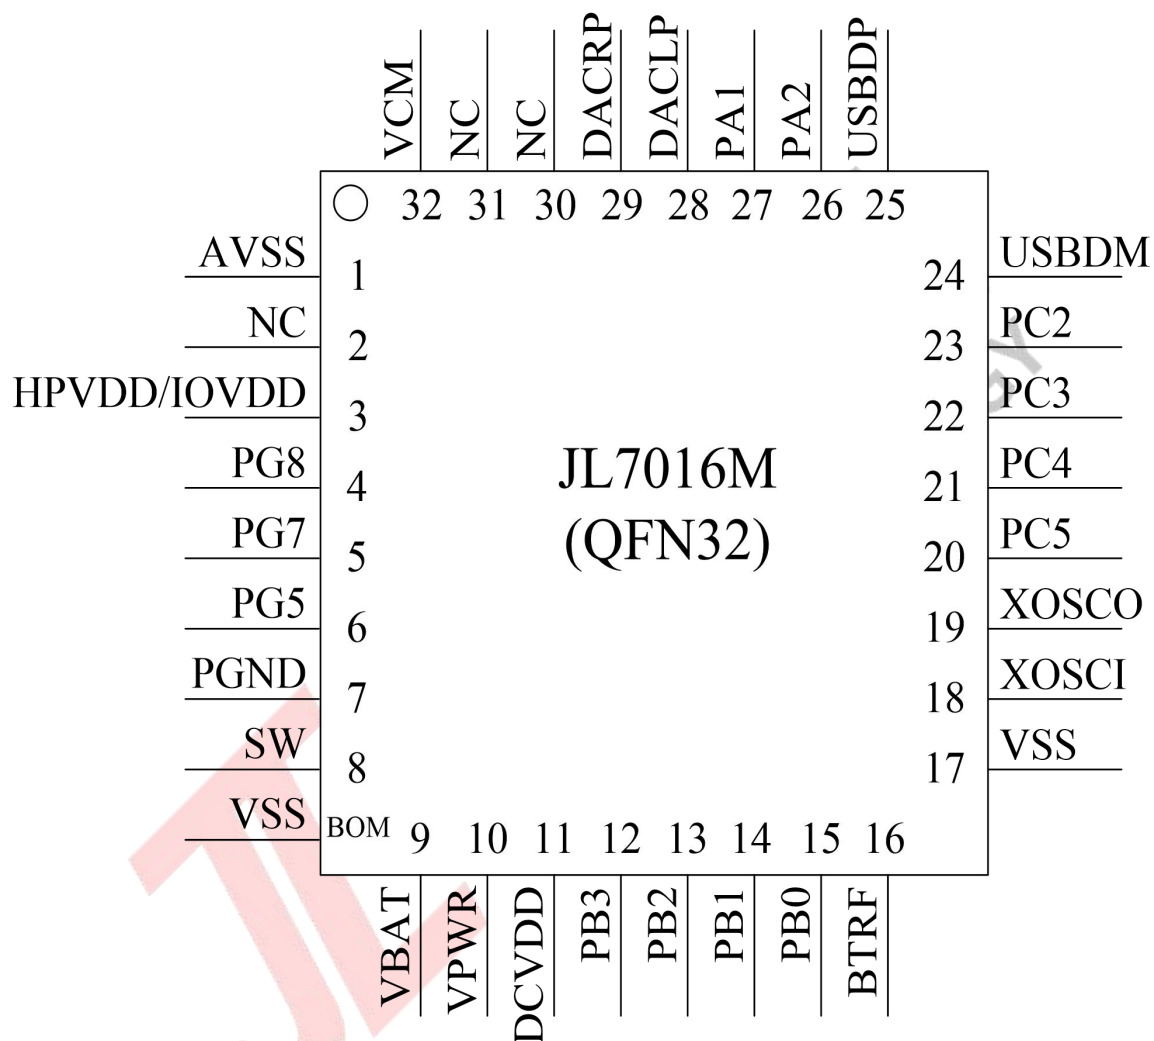 VCM
NC
NC
DACRP
DACLP
PA1
PA2
USBDP
32 31 30 29 28 27 26 25
AVSS 1
NC 2
HPVDD/IOVDD 3
PG8 4
PG7 5
PG5 6
PGND 7
SW 8
VSS BOM
JL7016M
(QFN32)
24 USBDM
23 PC2
22 PC3
21 PC4
20 PC5
19 XOSCO
18 XOSCI
17 VSS
9 10 11 12 13 14 15 16
VBAT
VPWR
DCVDD
PB3
PB2
PB1
PB0
BTRF
GY
JL